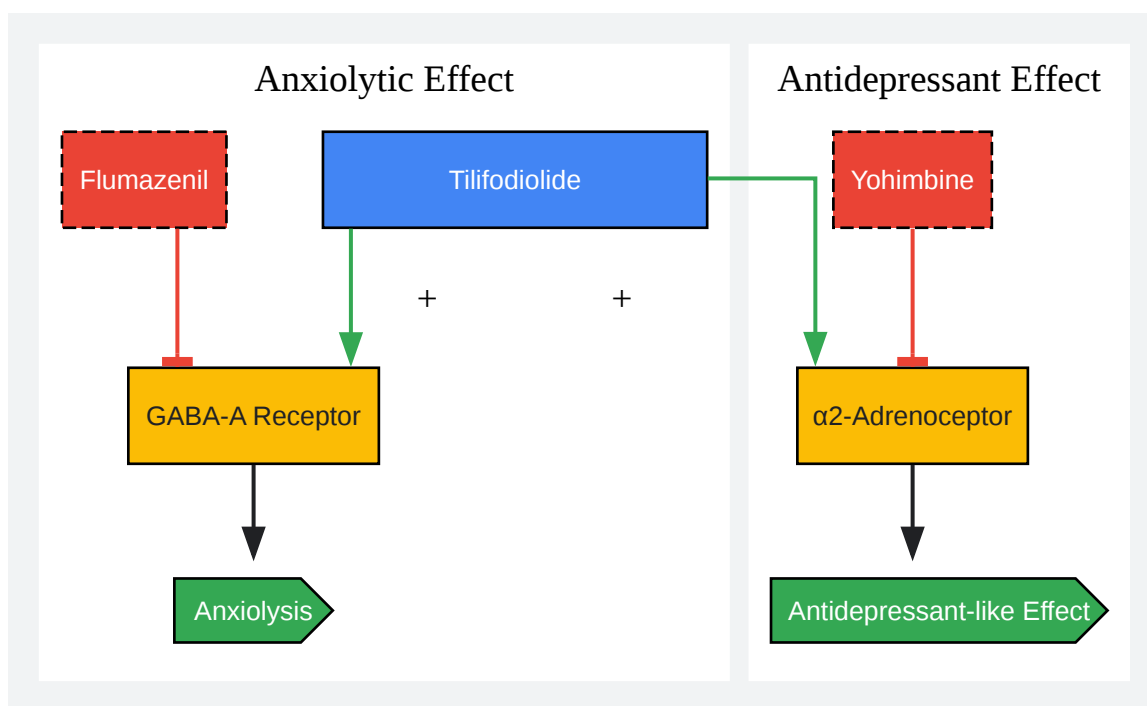 Anxiolytic Effect
Antidepressant Effect
Flumazenil
Tilifodiolide
Yohimbine
+
+
GABA-A Receptor
α2-Adrenoceptor
Anxiolysis
Antidepressant-like Effect